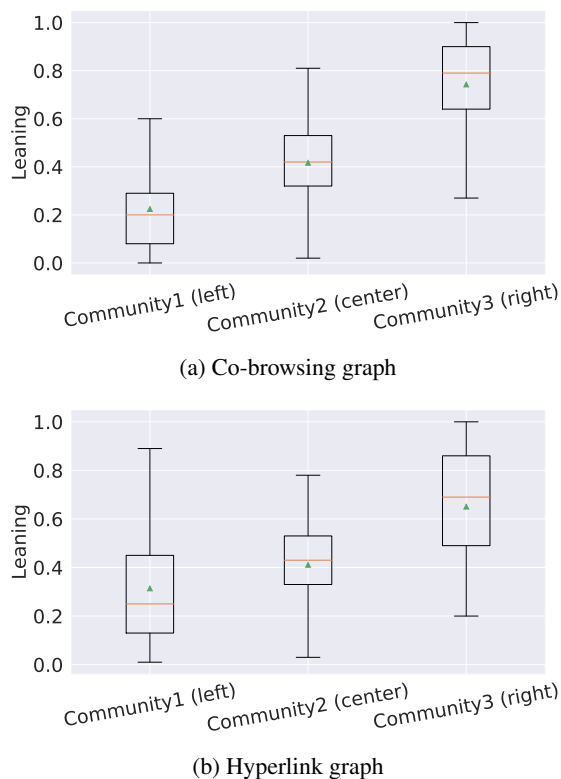 1.0
0.8
0.6
0.4
0.2
0.0
Leaning
Community1 (left)
Community2 (center)
Community3 (right)
(a) Co-browsing graph
1.0
0.8
0.6
0.4
0.2
0.0
Leaning
Community1 (left)
Community2 (center)
Community3 (right)
(b) Hyperlink graph